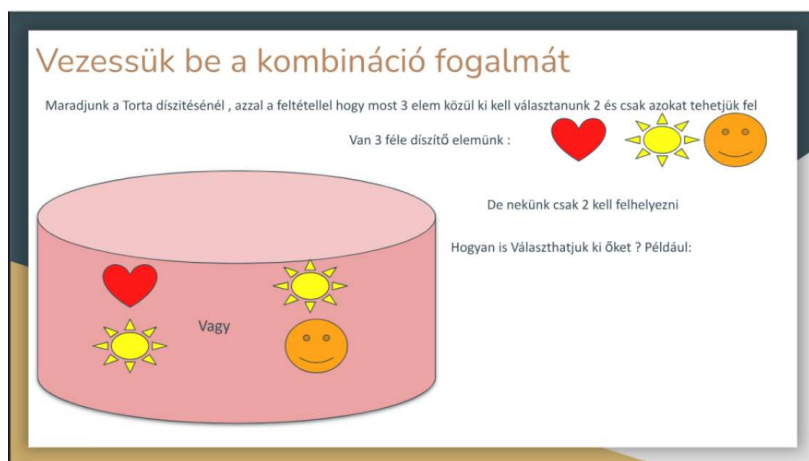 Vezessük be a kombináció fogalmát
Maradjunk a Torta díszitésénél , azzal a feltétellel hogy most 3 elem közül ki kell választanunk 2 és csak azokat tehetjük fel
Van 3 féle díszítő elemünk :
De nekünk csak 2 kell felhelyezni
Hogyan is Választhatjuk ki őket ? Például:
Vagy